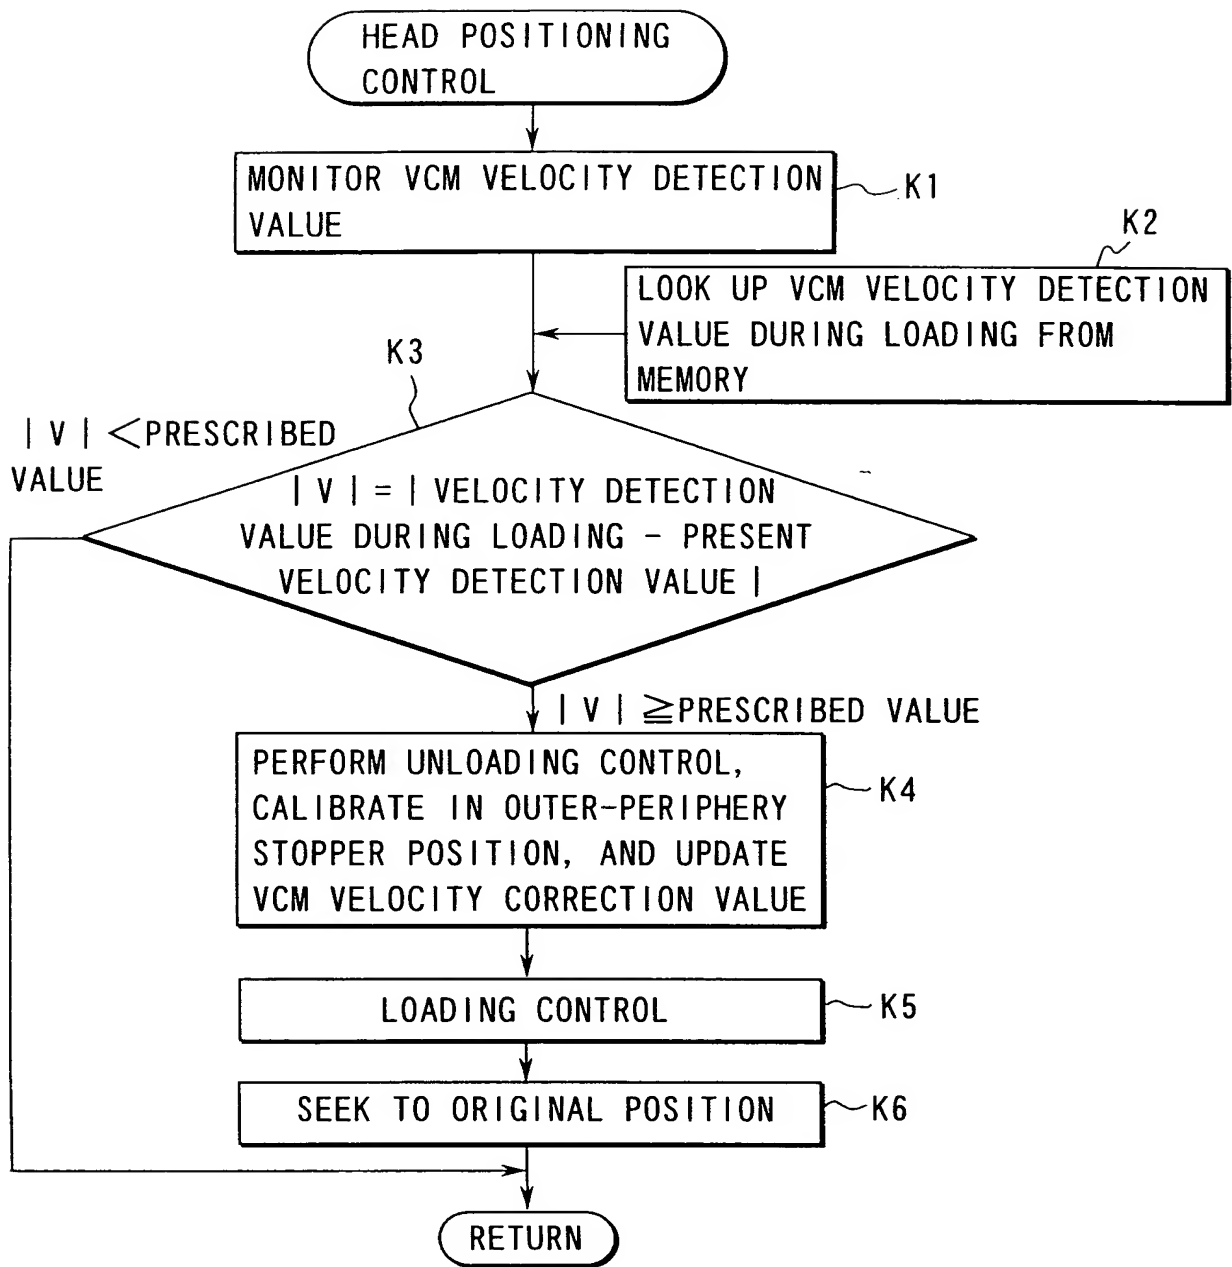 HEAD POSITIONING
CONTROL
MONITOR VCM VELOCITY DETECTION
VALUE
K1
K2
LOOK UP VCM VELOCITY DETECTION
VALUE DURING LOADING FROM
MEMORY
K3
| V | <PRESCRIBED
VALUE
| V | = | VELOCITY DETECTION
VALUE DURING LOADING - PRESENT
VELOCITY DETECTION VALUE |
| V | ≧PRESCRIBED VALUE
PERFORM UNLOADING CONTROL,
CALIBRATE IN OUTER-PERIPHERY
STOPPER POSITION, AND UPDATE
VCM VELOCITY CORRECTION VALUE
K4
LOADING CONTROL
K5
SEEK TO ORIGINAL POSITION
K6
RETURN